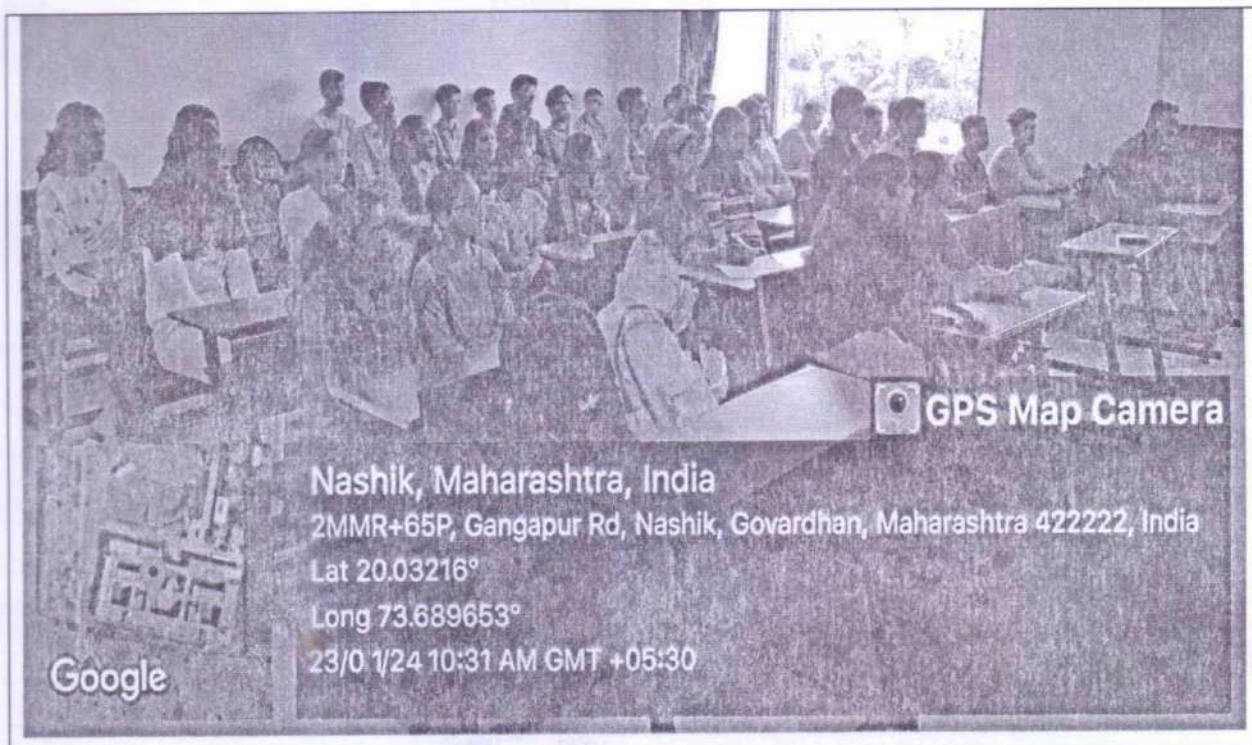 GPS Map Camera
Nashik, Maharashtra, India
2MMR+65P, Gangapur Rd, Nashik, Govardhan, Maharashtra 422222, India
Lat 20.03216°
Long 73.689653°
23/01/24 10:31 AM GMT +05:30
Google